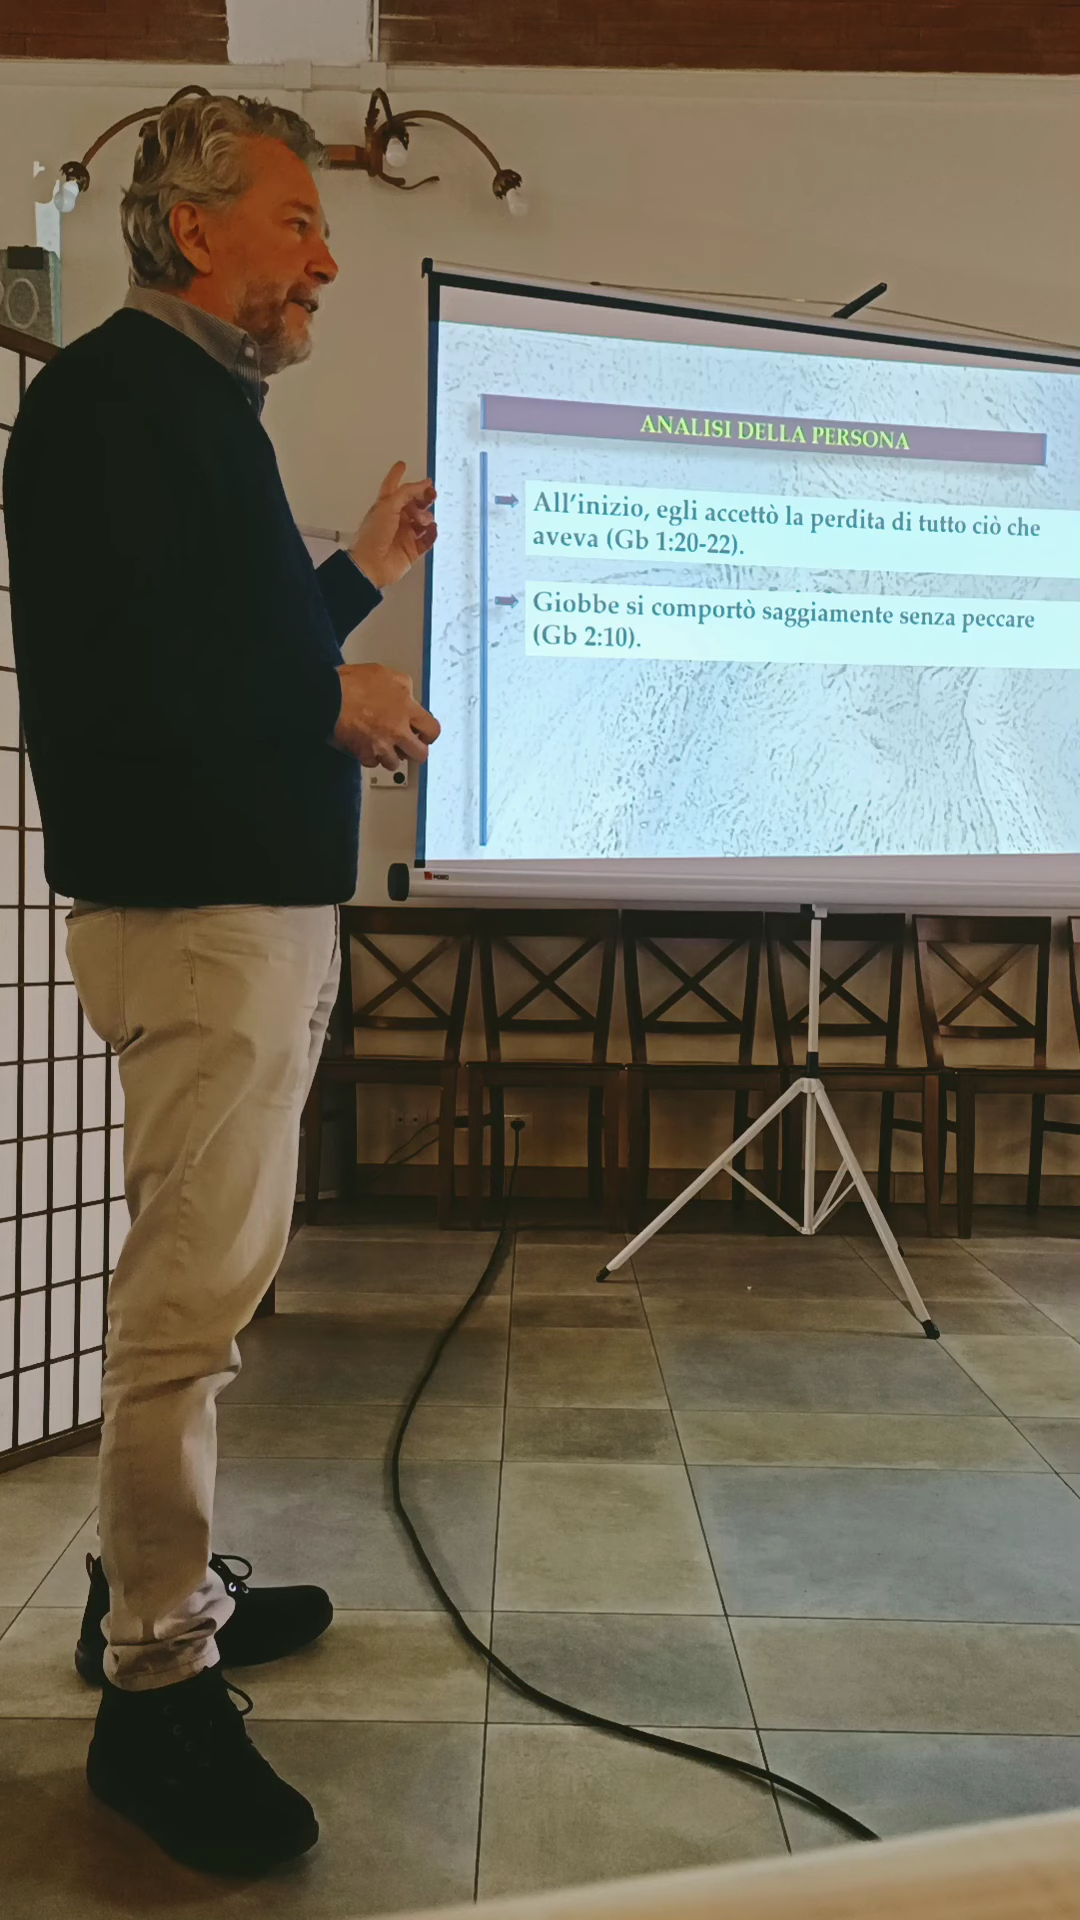 ANALISI DELLA PERSONA
All'inizio, egli accettò la perdita di tutto ciò che
aveva (Gb 1:20-22).
Giobbe si comportò saggiamente senza peccare
(Gb 2:10).